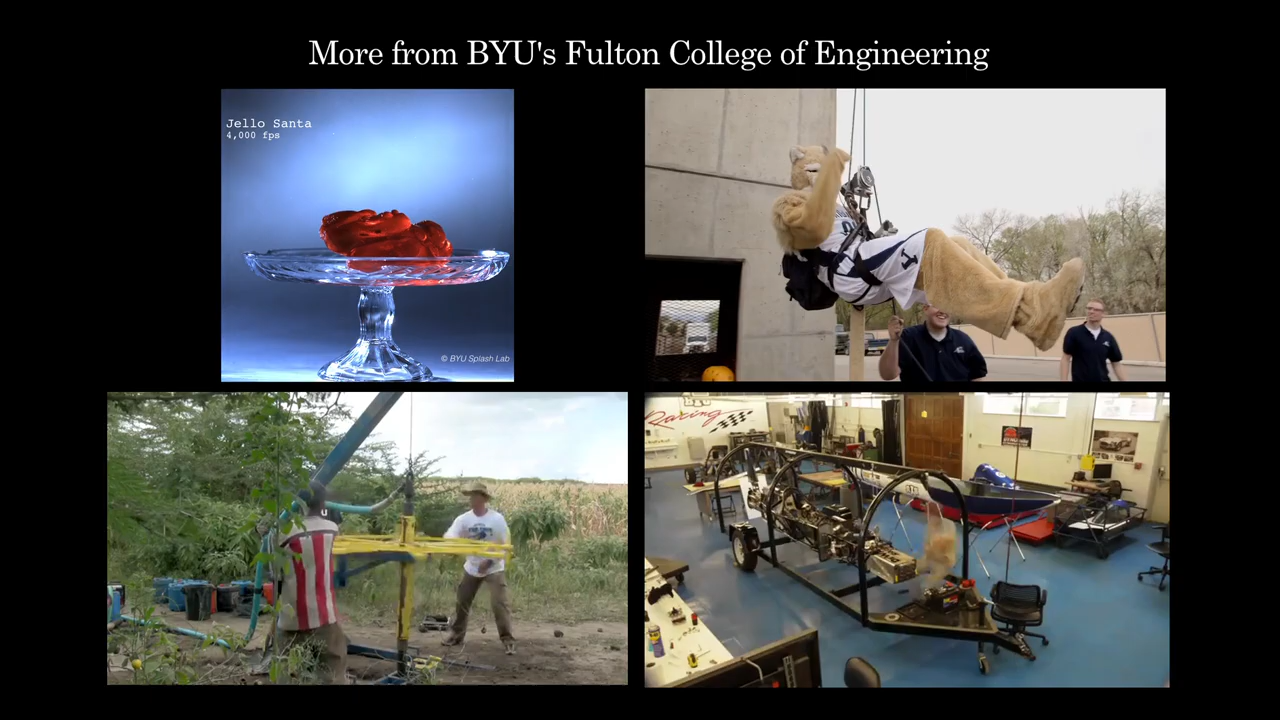 More from BYU's Fulton College of Engineering
Jello Santa
4,000 fps
© BYU Splash Lab
Racing